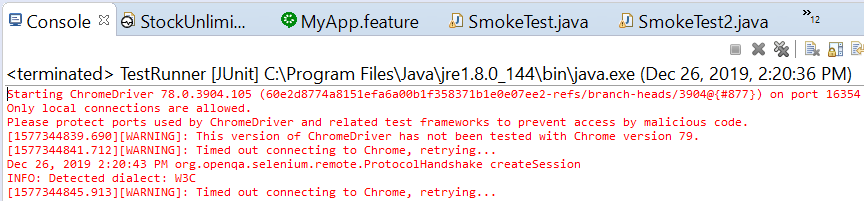 Console StockUnlimi... MyApp.feature SmokeTest.java SmokeTest2.java »12
<terminated> TestRunner [JUnit] C:\Program Files\Java\jre1.8.0_144\bin\java.exe (Dec 26, 2019, 2:20:36 PM)
Starting ChromeDriver 78.0.3904.105 (60e2d8774a8151efa6a00b1f358371b1e0e07ee2-refs/branch-heads/3904@{#877}) on port 16354
Only local connections are allowed.
Please protect ports used by ChromeDriver and related test frameworks to prevent access by malicious code.
[1577344839.690][WARNING]: This version of ChromeDriver has not been tested with Chrome version 79.
[1577344841.712][WARNING]: Timed out connecting to Chrome, retrying...
Dec 26, 2019 2:20:43 PM org.openqa.selenium.remote.ProtocolHandshake createSession
INFO: Detected dialect: W3C
[1577344845.913][WARNING]: Timed out connecting to Chrome, retrying...